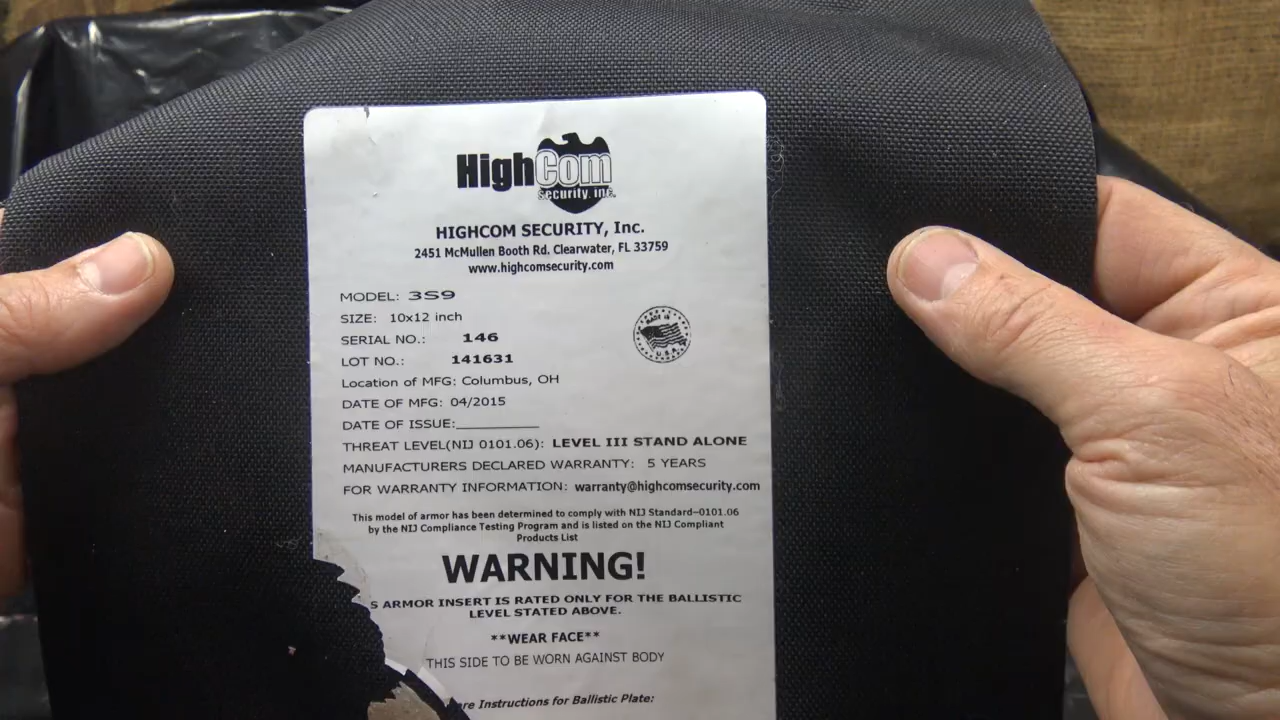 HighCom
security, inc.
HIGHCOM SECURITY, Inc.
2451 McMullen Booth Rd. Clearwater, FL 33759
www.highcomsecurity.com
MODEL: 3S9
SIZE: 10x12 inch
SERIAL NO.: 146
LOT NO.: 141631
Location of MFG: Columbus, OH
DATE OF MFG: 04/2015
DATE OF ISSUE:__________
THREAT LEVEL(NIJ 0101.06): LEVEL III STAND ALONE
MANUFACTURERS DECLARED WARRANTY: 5 YEARS
FOR WARRANTY INFORMATION: warranty@highcomsecurity.com
MADE IN
U.S.A.
This model of armor has been determined to comply with NIJ Standard-0101.06
by the NIJ Compliance Testing Program and is listed on the NIJ Compliant
Products List
WARNING!
S ARMOR INSERT IS RATED ONLY FOR THE BALLISTIC
LEVEL STATED ABOVE.
**WEAR FACE**
THIS SIDE TO BE WORN AGAINST BODY
are Instructions for Ballistic Plate: